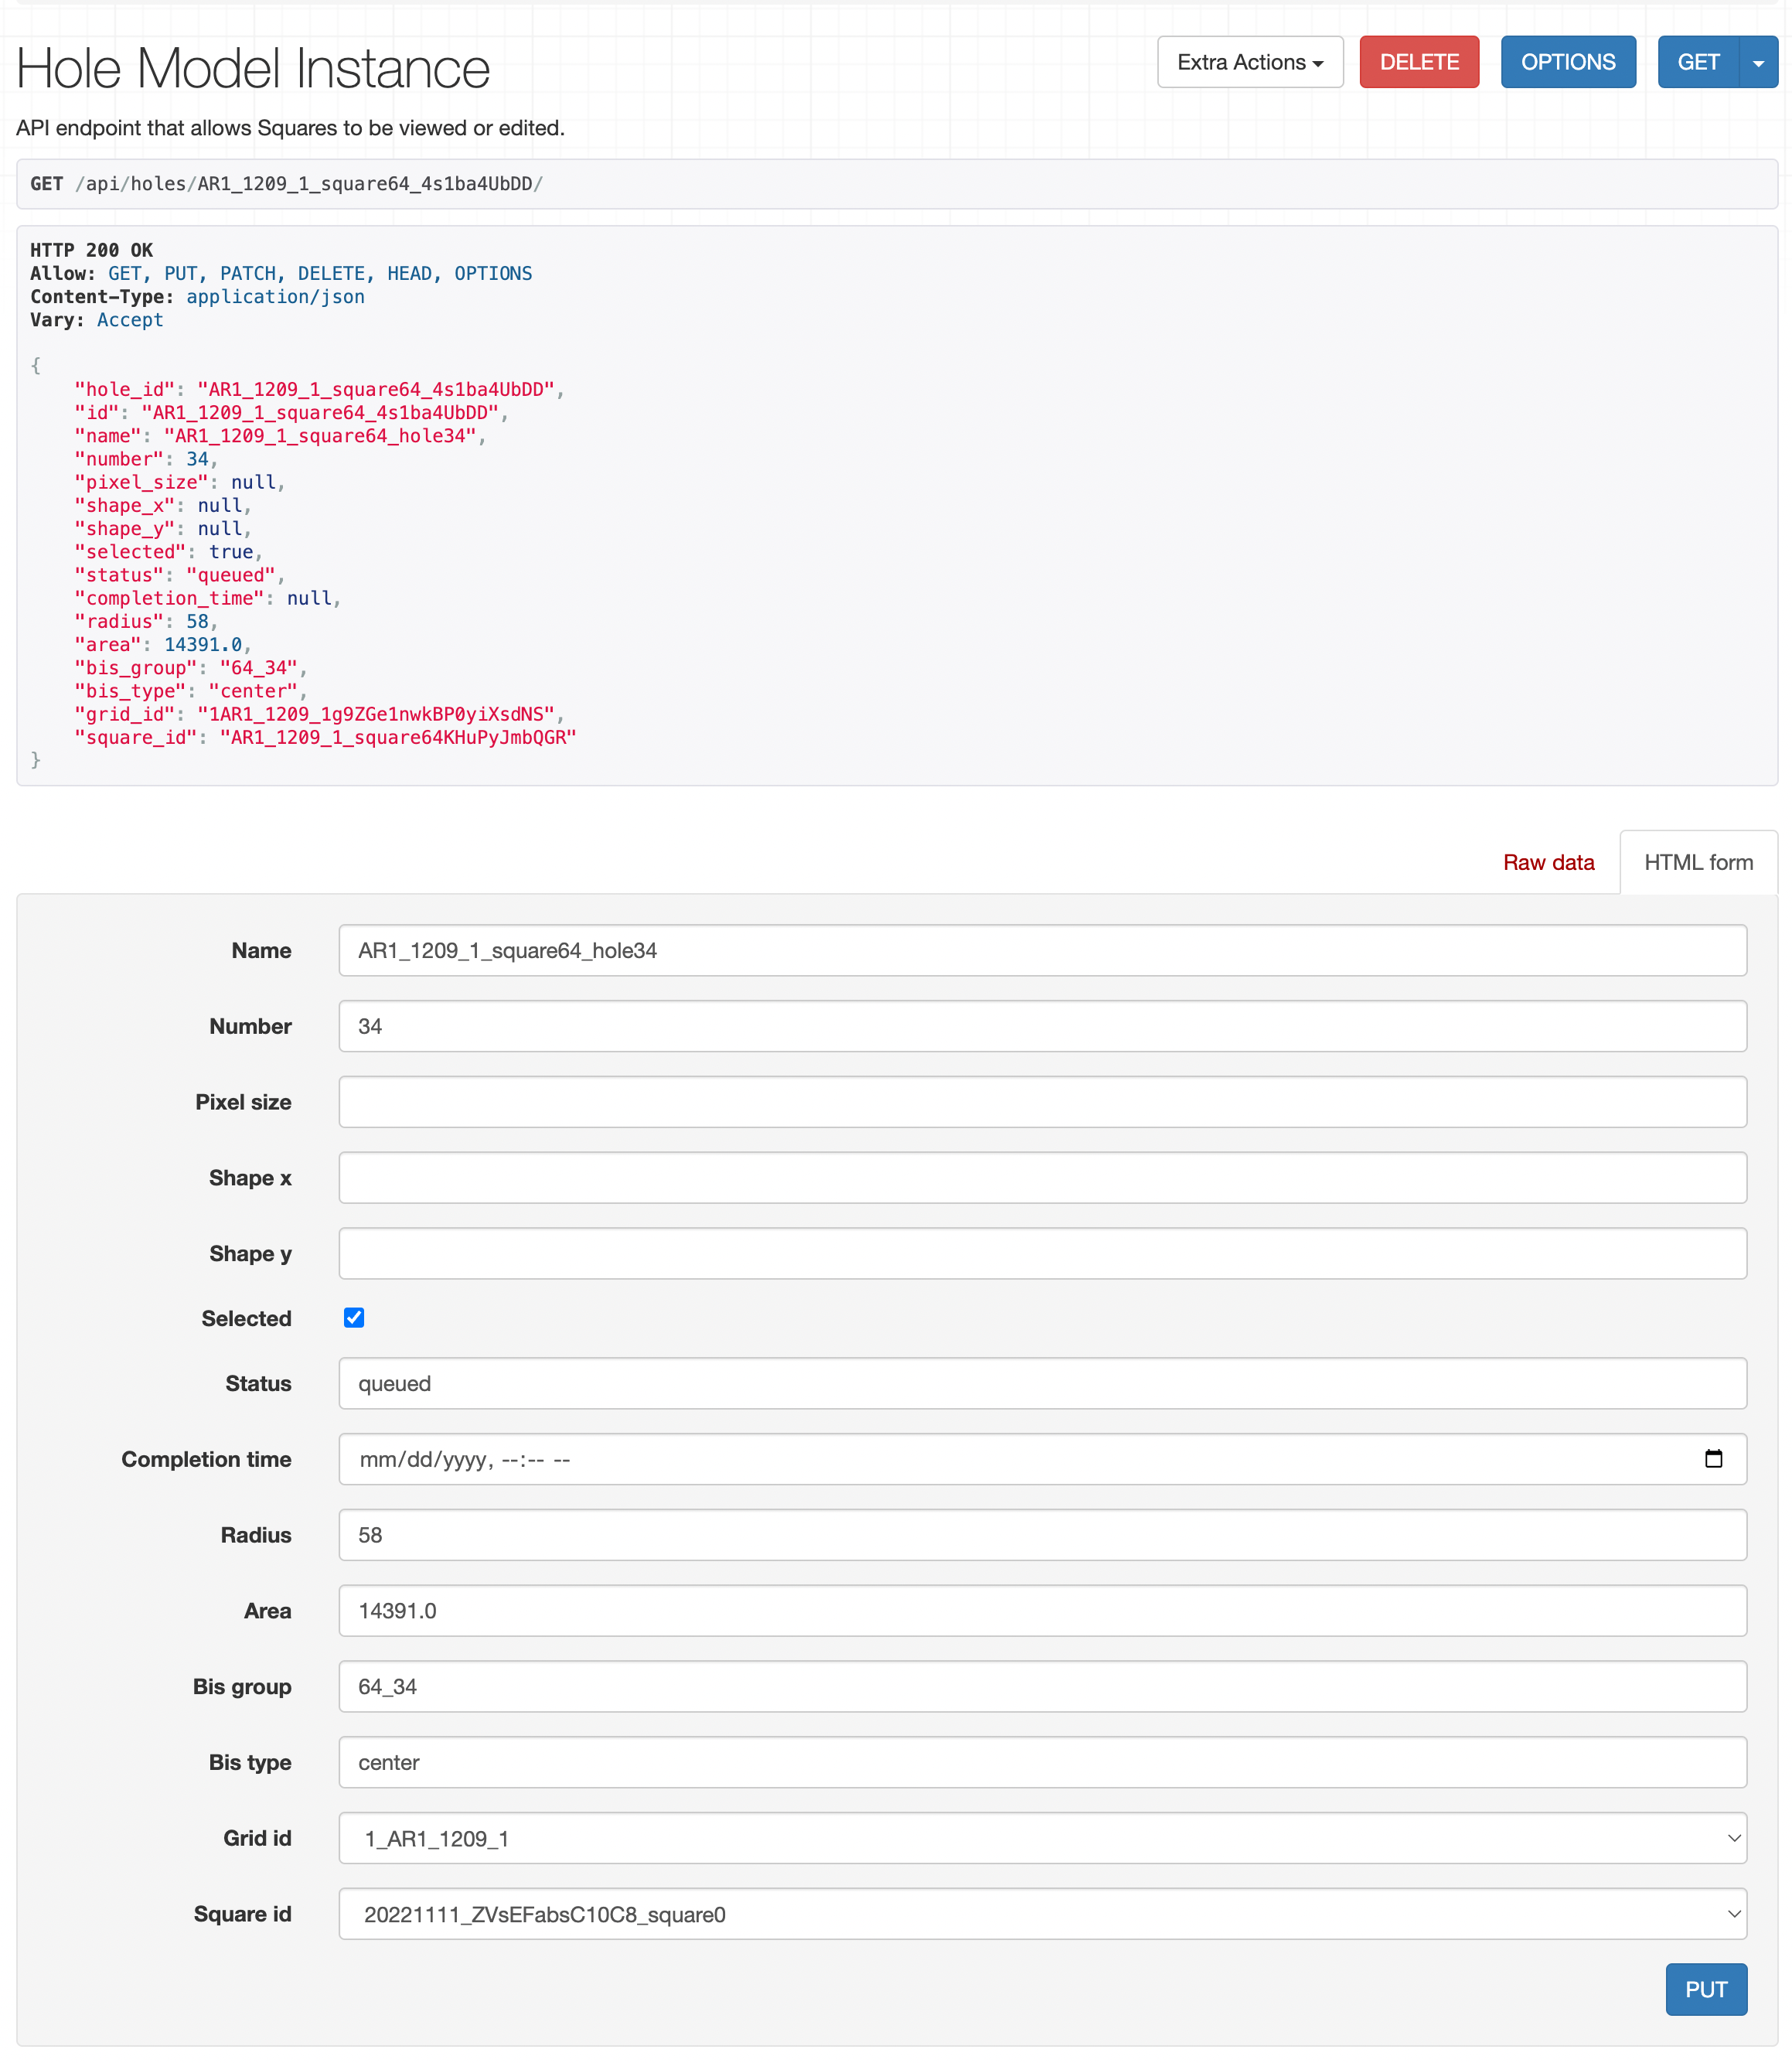 Hole Model Instance
Extra Actions
DELETE
OPTIONS
GET
API endpoint that allows Squares to be viewed or edited.
GET /api/holes/AR1_1209_1_square64_4s1ba4UbDD/
HTTP 200 OK
Allow: GET, PUT, PATCH, DELETE, HEAD, OPTIONS
Content-Type: application/json
Vary: Accept
{
"hole_id": "AR1_1209_1_square64_4s1ba4UbDD",
"id": "AR1_1209_1_square64_4s1ba4UbDD",
"name": "AR1_1209_1_square64_hole34",
"number": 34,
"pixel_size": null,
"shape_x": null,
"shape_y": null,
"selected": true,
"status": "queued",
"completion_time": null,
"radius": 58,
"area": 14391.0,
"bis_group": "64_34",
"bis_type": "center",
"grid_id": "1AR1_1209_1g9ZGe1nwkBP0yiXsdNS",
"square_id": "AR1_1209_1_square64KHuPyJmbQGR"
}
Raw data
HTML form
Name
AR1_1209_1_square64_hole34
Number
34
Pixel size
Shape x
Shape y
Selected
Status
queued
Completion time
mm/dd/yyyy, --:-- --
Radius
58
Area
14391.0
Bis group
64_34
Bis type
center
Grid id
1_AR1_1209_1
Square id
20221111_ZVsEFabsC10C8_square0
PUT